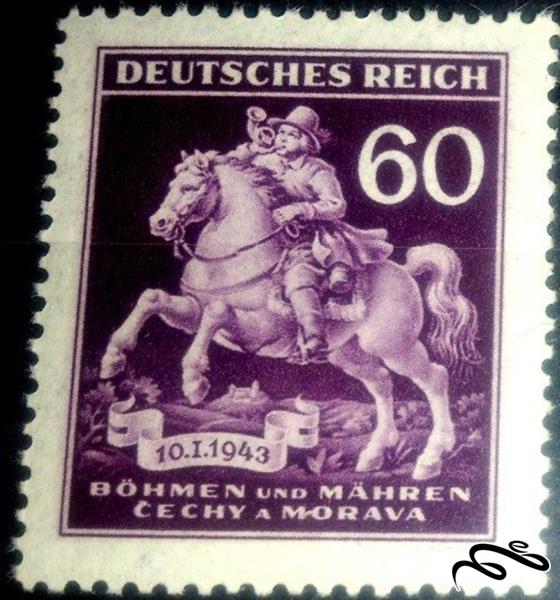 DEUTSCHES REICH
60
10.I.1943
BÖHMEN UND MÄHREN
ČECHY A MORAVA